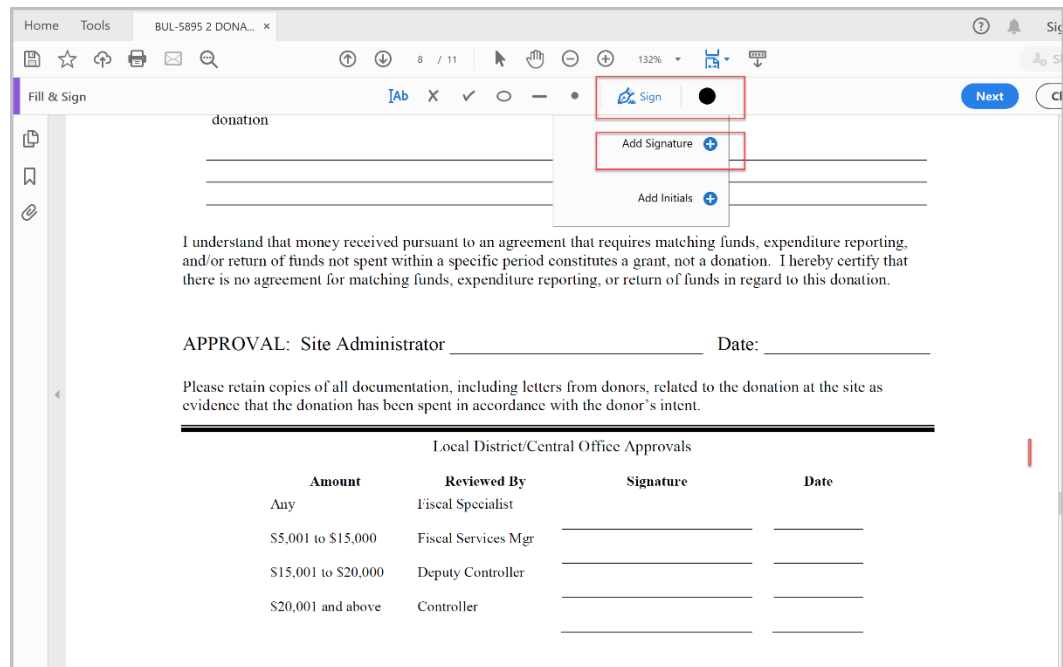 Home Tools BUL-5895 2 DONA... × ? Sig
8 / 11 132%
Fill & Sign IAb Sign Next Cl
donation
Add Signature
Add Initials
I understand that money received pursuant to an agreement that requires matching funds, expenditure reporting,
and/or return of funds not spent within a specific period constitutes a grant, not a donation. I hereby certify that
there is no agreement for matching funds, expenditure reporting, or return of funds in regard to this donation.
APPROVAL: Site Administrator Date:
Please retain copies of all documentation, including letters from donors, related to the donation at the site as
evidence that the donation has been spent in accordance with the donor's intent.
Local District/Central Office Approvals
Amount Reviewed By Signature Date
Any Fiscal Specialist
$5,001 to $15,000 Fiscal Services Mgr
$15,001 to $20,000 Deputy Controller
$20,001 and above Controller